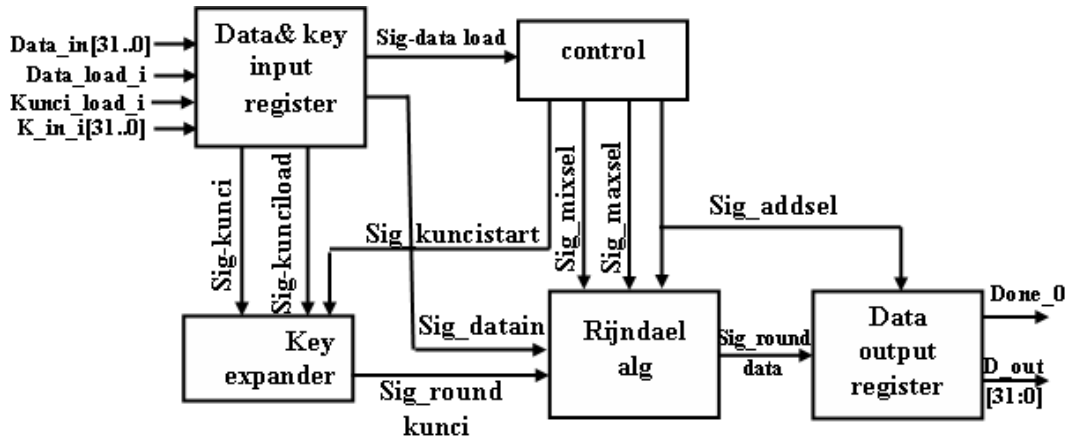 Data_in[31..0]
Data_load_i
Kunci_load_i
K_in_i[31..0]
Data& key
input
register
Sig-data load
control
Sig-kunci
Sig-kunciload
Sig_kuncistart
Sig_mixsel
Sig_maxsel
Sig_addsel
Key
expander
Sig_datain
Sig_round
kunci
Rijndael
alg
Sig_round
data
Data
output
register
Done_0
D_out
[31:0]